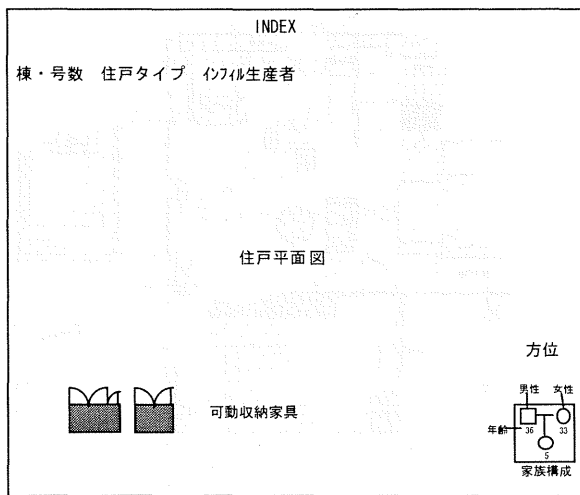 INDEX
棟・号数 住戸タイプ インフィル生産者
住戸平面図
方位
可動収納家具
男性 女性
年齢 36 33
5
家族構成